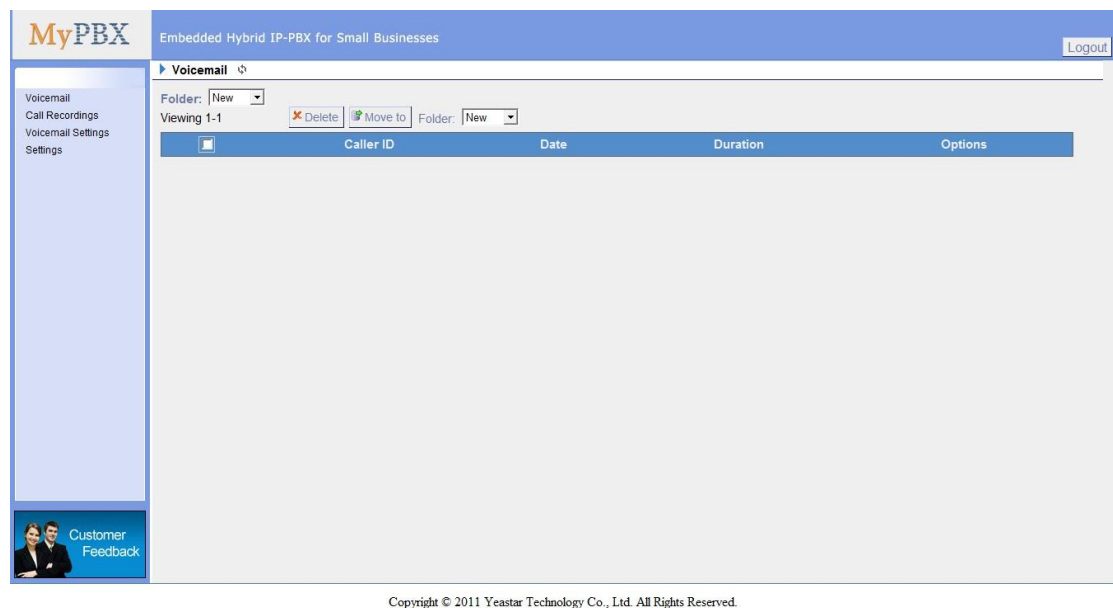 MyPBX
Embedded Hybrid IP-PBX for Small Businesses
Logout
Voicemail
Call Recordings
Voicemail Settings
Settings
Voicemail
Folder: New
Viewing 1-1 Delete Move to Folder: New
Caller ID Date Duration Options
Customer
Feedback
Copyright © 2011 Yeastar Technology Co., Ltd. All Rights Reserved.